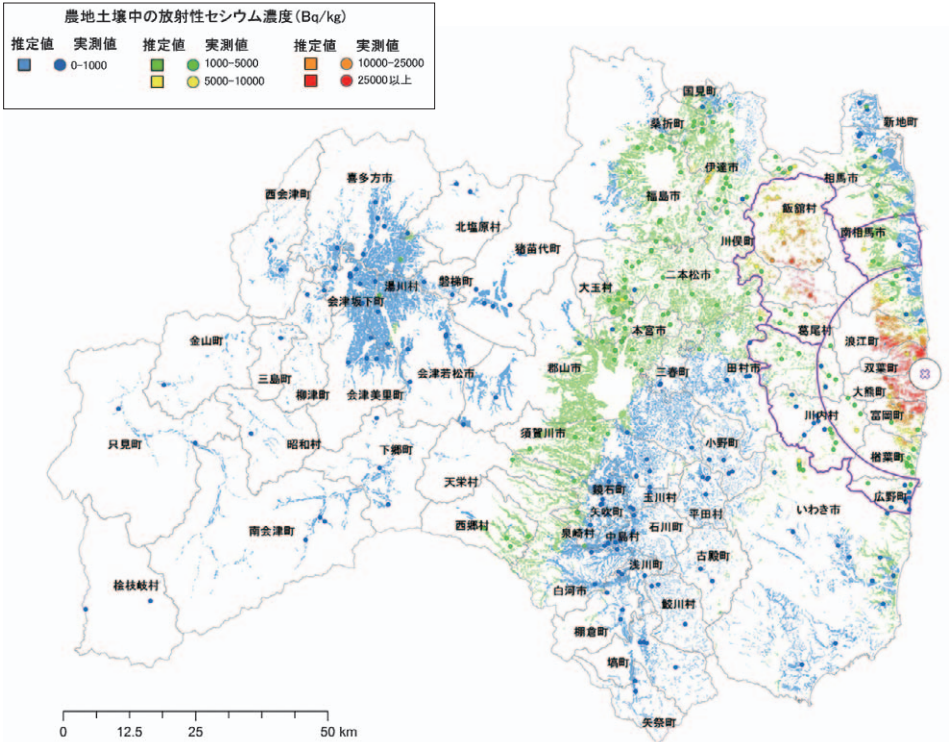 農地土壌中の放射性セシウム濃度(Bq/kg)
推定値 実測値 推定値 実測値 推定値 実測値
0-1000 1000-5000 10000-25000
5000-10000 25000以上
国見町
新地町
桑折町
伊達市
相馬市
喜多方市
西会津町
福島市
飯舘村
北塩原村
南相馬市
川俣町
猪苗代町
二本松市
磐梯町
湯川村
大玉村
会津坂下町
本宮市
葛尾村
金山町
浪江町
郡山市
双葉町
三春町
田村市
三島町
会津若松市
大熊町
柳津町
会津美里町
富岡町
川内村
須賀川市
只見町
昭和村
下郷町
小野町
楢葉町
天栄村
鏡石町
玉川村
広野町
矢吹町
平田村
いわき市
西郷村
石川町
南会津町
泉崎村
中島村
古殿町
浅川町
檜枝岐村
白河市
鮫川村
棚倉町
塙町
矢祭町
0 12.5 25 50 km